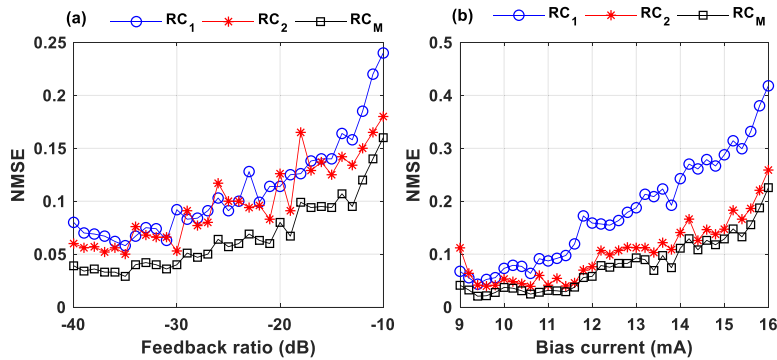 (a) RC1 RC2 RCM
0.25
0.2
0.15
0.1
0.05
0
NMSE
-40 -30 -20 -10
Feedback ratio (dB)
(b) RC1 RC2 RCM
0.5
0.4
0.3
0.2
0.1
0
NMSE
9 10 11 12 13 14 15 16
Bias current (mA)